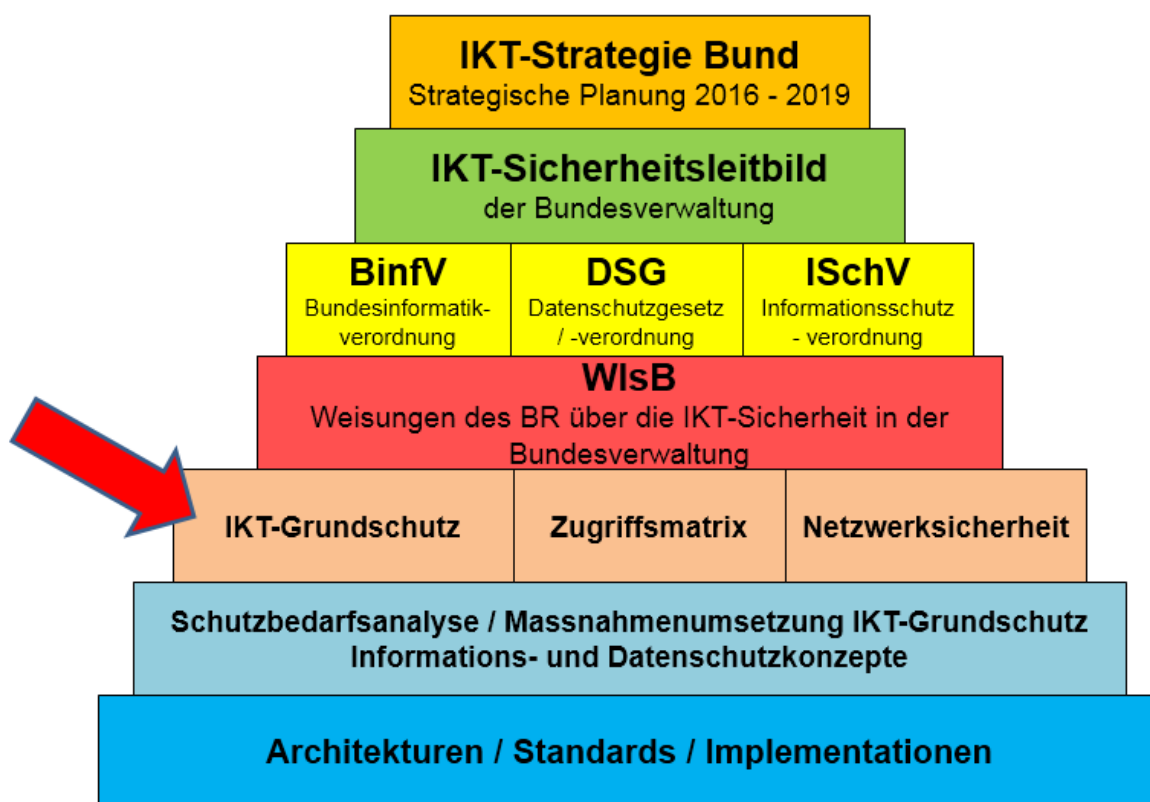 IKT-Strategie Bund
Strategische Planung 2016 - 2019
IKT-Sicherheitsleitbild
der Bundesverwaltung
BinfV
Bundesinformatik-
verordnung
DSG
Datenschutzgesetz
/ -verordnung
ISchV
Informationsschutz
- verordnung
WIsB
Weisungen des BR über die IKT-Sicherheit in der
Bundesverwaltung
IKT-Grundschutz
Zugriffsmatrix
Netzwerksicherheit
Schutzbedarfsanalyse / Massnahmenumsetzung IKT-Grundschutz
Informations- und Datenschutzkonzepte
Architekturen / Standards / Implementationen